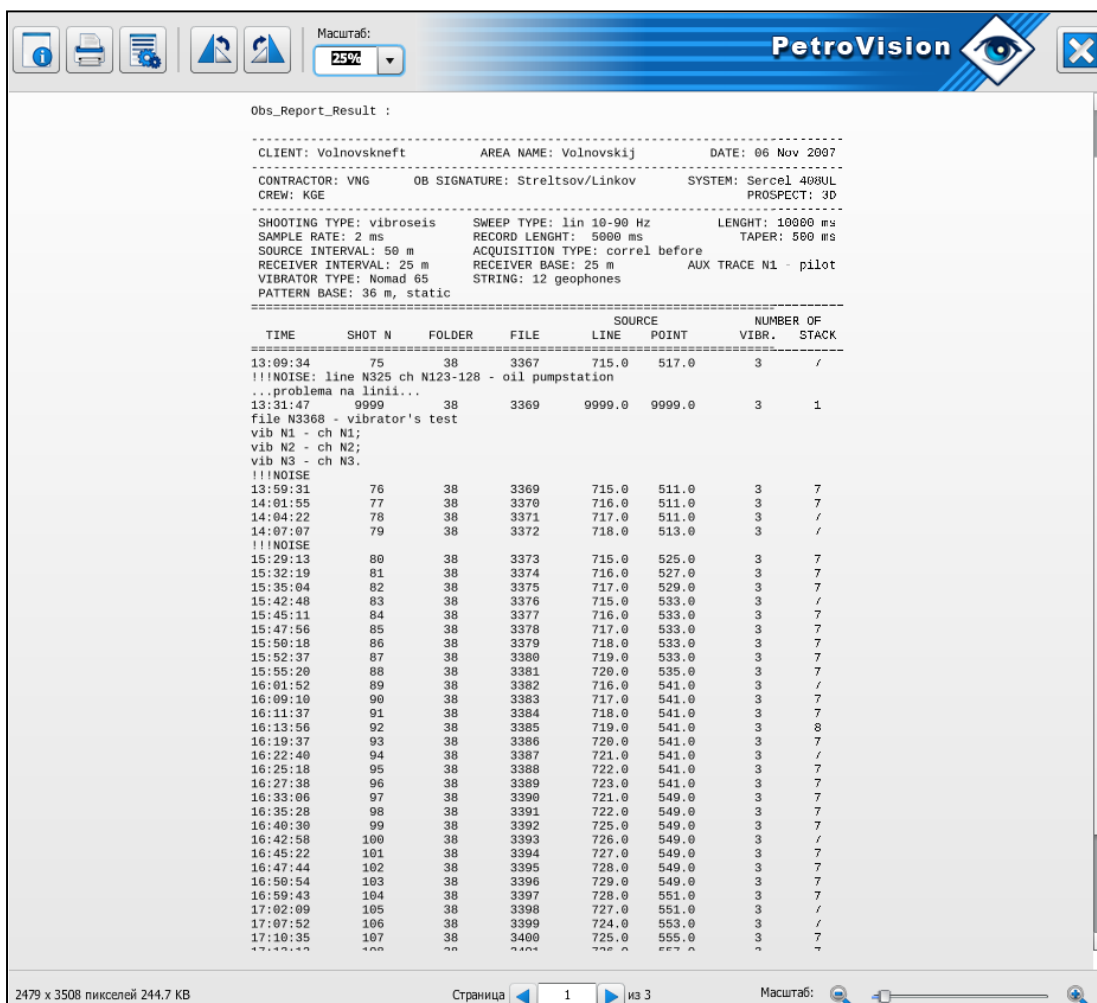 Масштаб:
25%
PetroVision
Obs_Report_Result :
CLIENT: Volnovskneft AREA NAME: Volnovskij DATE: 06 Nov 2007
CONTRACTOR: VNG OB SIGNATURE: Streltsov/Linkov SYSTEM: Sercel 408UL
CREW: KGE PROSPECT: 3D
SHOOTING TYPE: vibroseis SWEEP TYPE: lin 10-90 Hz LENGHT: 10000 ms
SAMPLE RATE: 2 ms RECORD LENGHT: 5000 ms TAPER: 500 ms
SOURCE INTERVAL: 50 m ACQUISITION TYPE: correl before
RECEIVER INTERVAL: 25 m RECEIVER BASE: 25 m AUX TRACE N1 - pilot
VIBRATOR TYPE: Nomad 65 STRING: 12 geophones
PATTERN BASE: 36 m, static
SOURCE NUMBER OF
TIME SHOT N FOLDER FILE LINE POINT VIBR. STACK
13:09:34 75 38 3367 715.0 517.0 3 7
!!!NOISE: line N325 ch N123-128 - oil pumpstation
...problema na linii...
13:31:47 9999 38 3369 9999.0 9999.0 3 1
file N3368 - vibrator's test
vib N1 - ch N1;
vib N2 - ch N2;
vib N3 - ch N3.
!!!NOISE
13:59:31 76 38 3369 715.0 511.0 3 7
14:01:55 77 38 3370 716.0 511.0 3 7
14:04:22 78 38 3371 717.0 511.0 3 7
14:07:07 79 38 3372 718.0 513.0 3 7
!!!NOISE
15:29:13 80 38 3373 715.0 525.0 3 7
15:32:19 81 38 3374 716.0 527.0 3 7
15:35:04 82 38 3375 717.0 529.0 3 7
15:42:48 83 38 3376 715.0 533.0 3 7
15:45:11 84 38 3377 716.0 533.0 3 7
15:47:56 85 38 3378 717.0 533.0 3 7
15:50:18 86 38 3379 718.0 533.0 3 7
15:52:37 87 38 3380 719.0 533.0 3 7
15:55:20 88 38 3381 720.0 535.0 3 7
16:01:52 89 38 3382 716.0 541.0 3 7
16:09:10 90 38 3383 717.0 541.0 3 7
16:11:37 91 38 3384 718.0 541.0 3 7
16:13:56 92 38 3385 719.0 541.0 3 8
16:19:37 93 38 3386 720.0 541.0 3 7
16:22:40 94 38 3387 721.0 541.0 3 7
16:25:18 95 38 3388 722.0 541.0 3 7
16:27:38 96 38 3389 723.0 541.0 3 7
16:33:06 97 38 3390 721.0 549.0 3 7
16:35:28 98 38 3391 722.0 549.0 3 7
16:40:30 99 38 3392 725.0 549.0 3 7
16:42:58 100 38 3393 726.0 549.0 3 7
16:45:22 101 38 3394 727.0 549.0 3 7
16:47:44 102 38 3395 728.0 549.0 3 7
16:50:54 103 38 3396 729.0 549.0 3 7
16:59:43 104 38 3397 728.0 551.0 3 7
17:02:09 105 38 3398 727.0 551.0 3 7
17:07:52 106 38 3399 724.0 553.0 3 7
17:10:35 107 38 3400 725.0 555.0 3 7
2479 x 3508 пикселей 244.7 KB Страница 1 из 3 Масштаб: